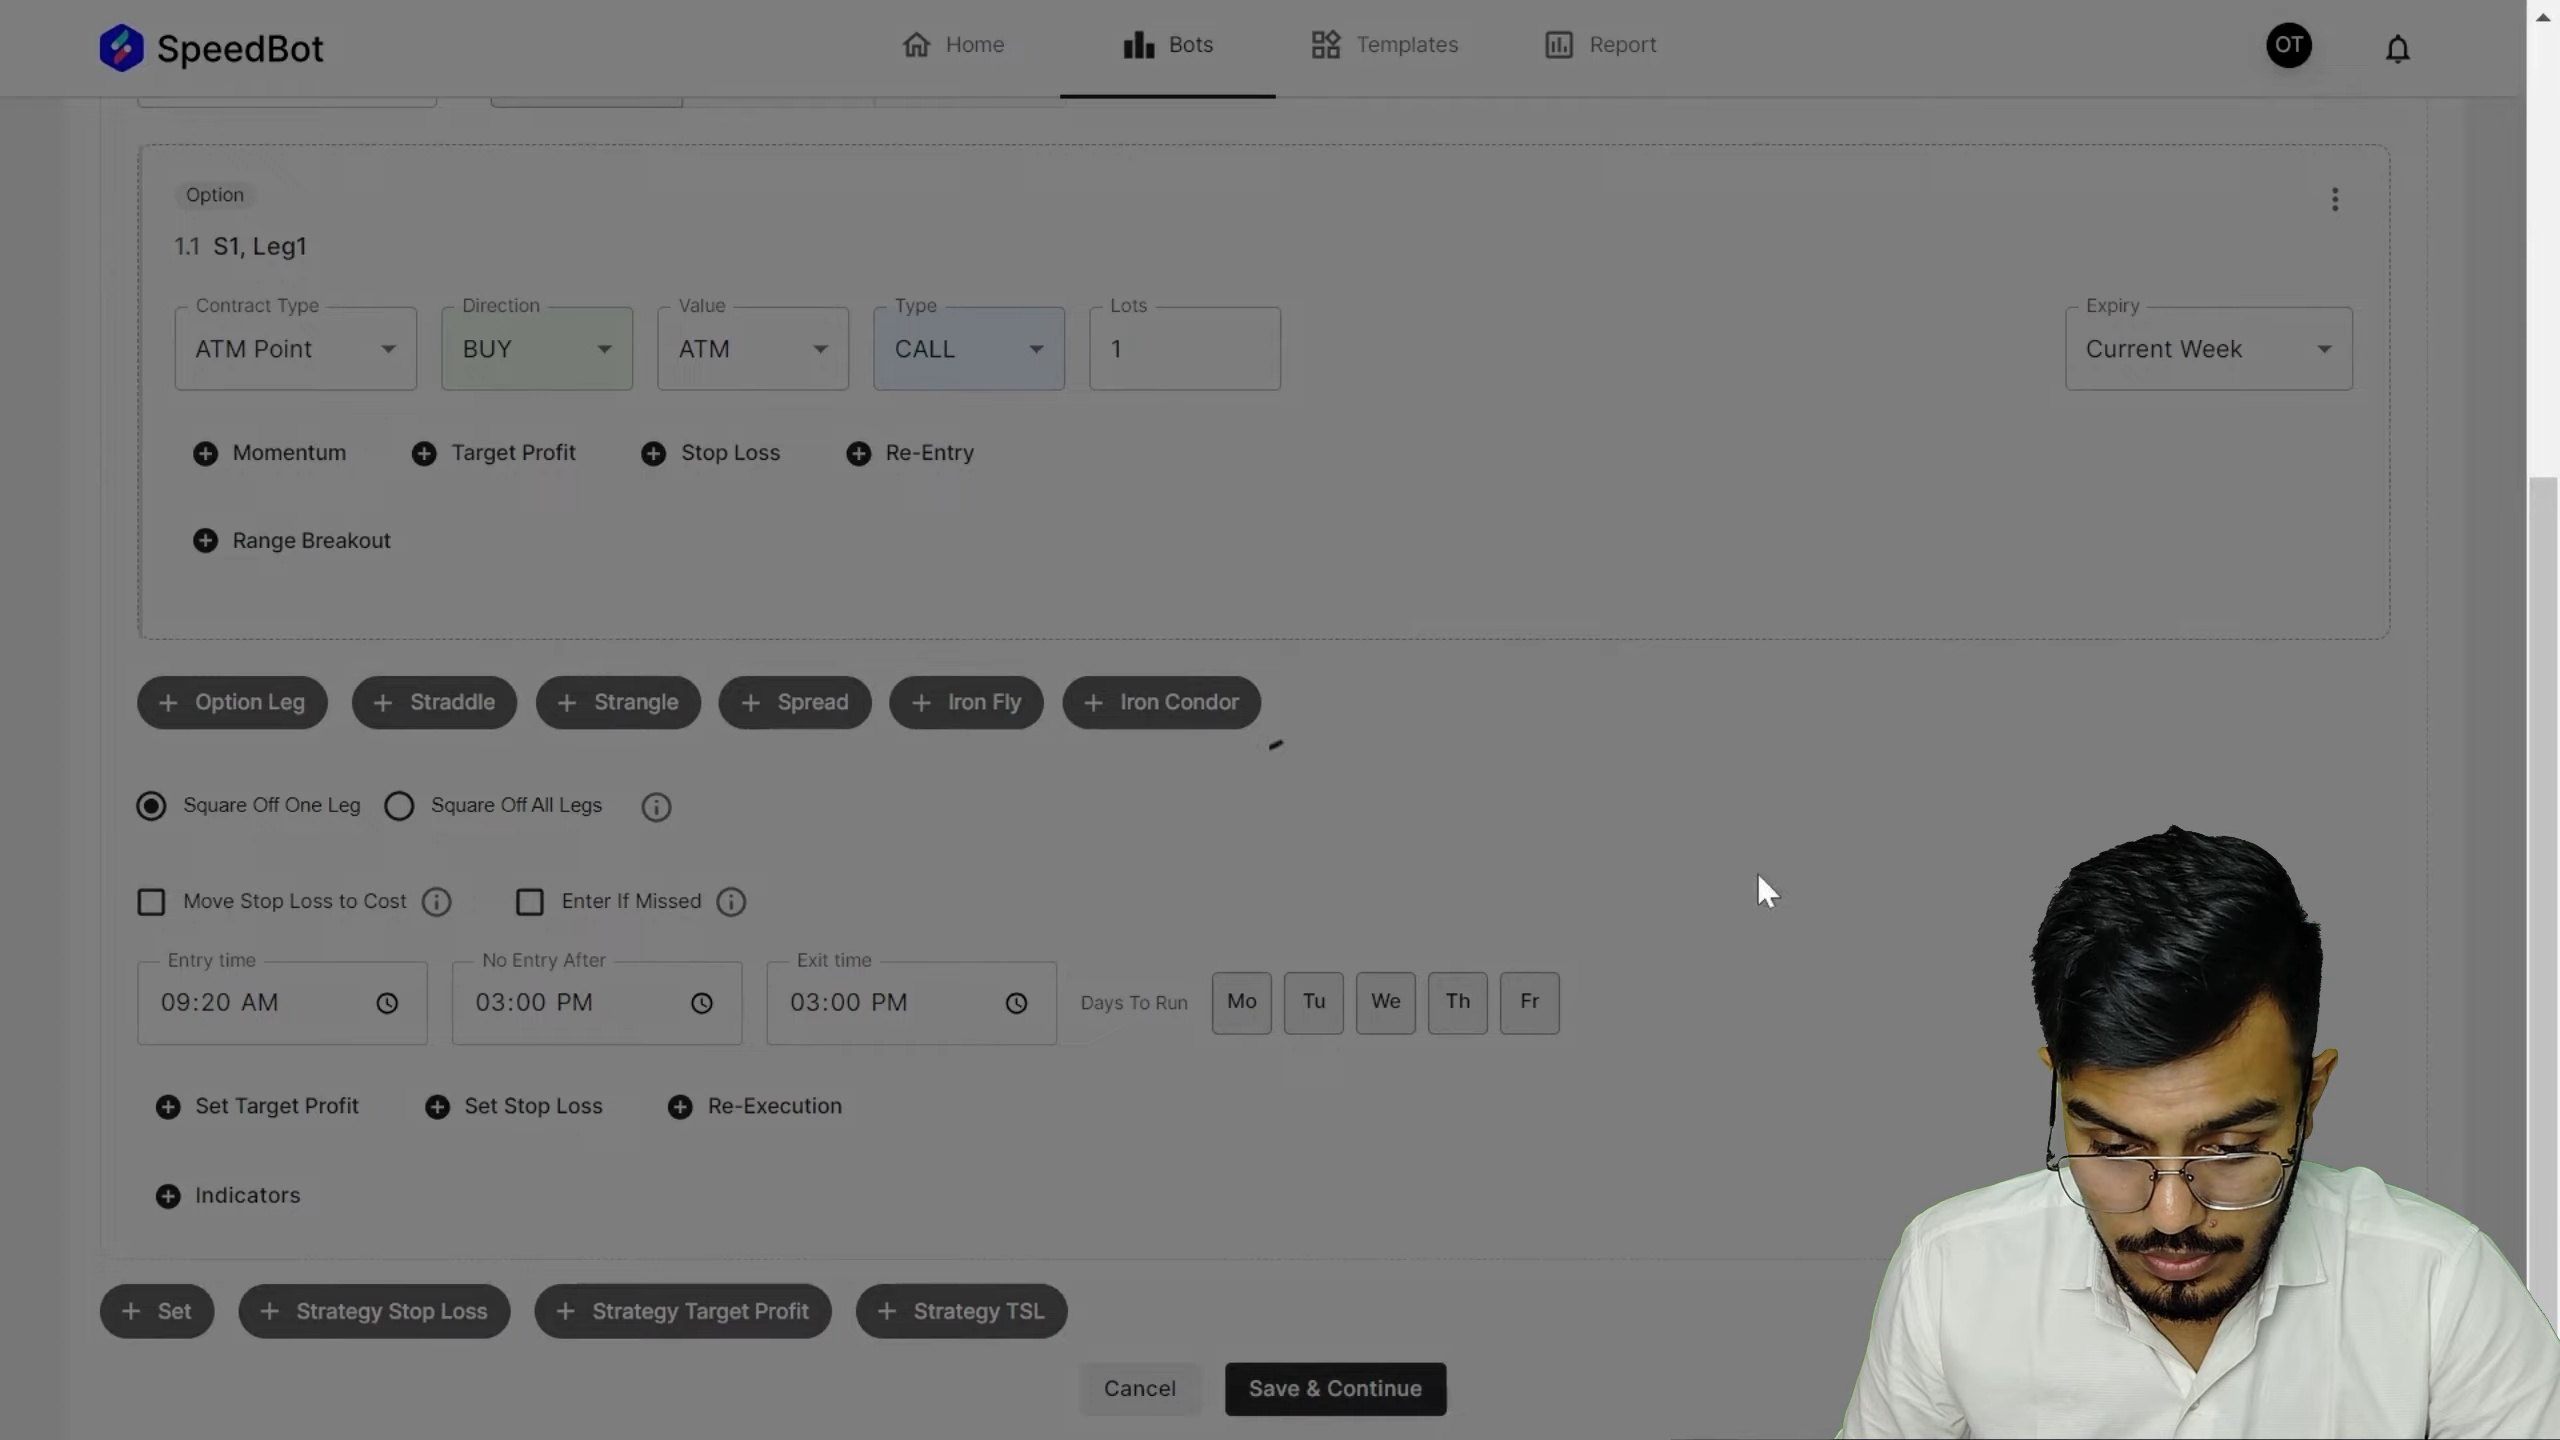 SpeedBot
Home
Bots
Templates
Report
OT
Option
1.1 S1, Leg1
Contract Type
ATM Point
Direction
BUY
Value
ATM
Type
CALL
Lots
1
Expiry
Current Week
Momentum
Target Profit
Stop Loss
Re-Entry
Range Breakout
+ Option Leg
+ Straddle
+ Strangle
+ Spread
+ Iron Fly
+ Iron Condor
Square Off One Leg
Square Off All Legs
Move Stop Loss to Cost
Enter If Missed
Entry time
09:20 AM
No Entry After
03:00 PM
Exit time
03:00 PM
Days To Run
Mo
Tu
We
Th
Fr
Set Target Profit
Set Stop Loss
Re-Execution
Indicators
+ Set
+ Strategy Stop Loss
+ Strategy Target Profit
+ Strategy TSL
Cancel
Save & Continue